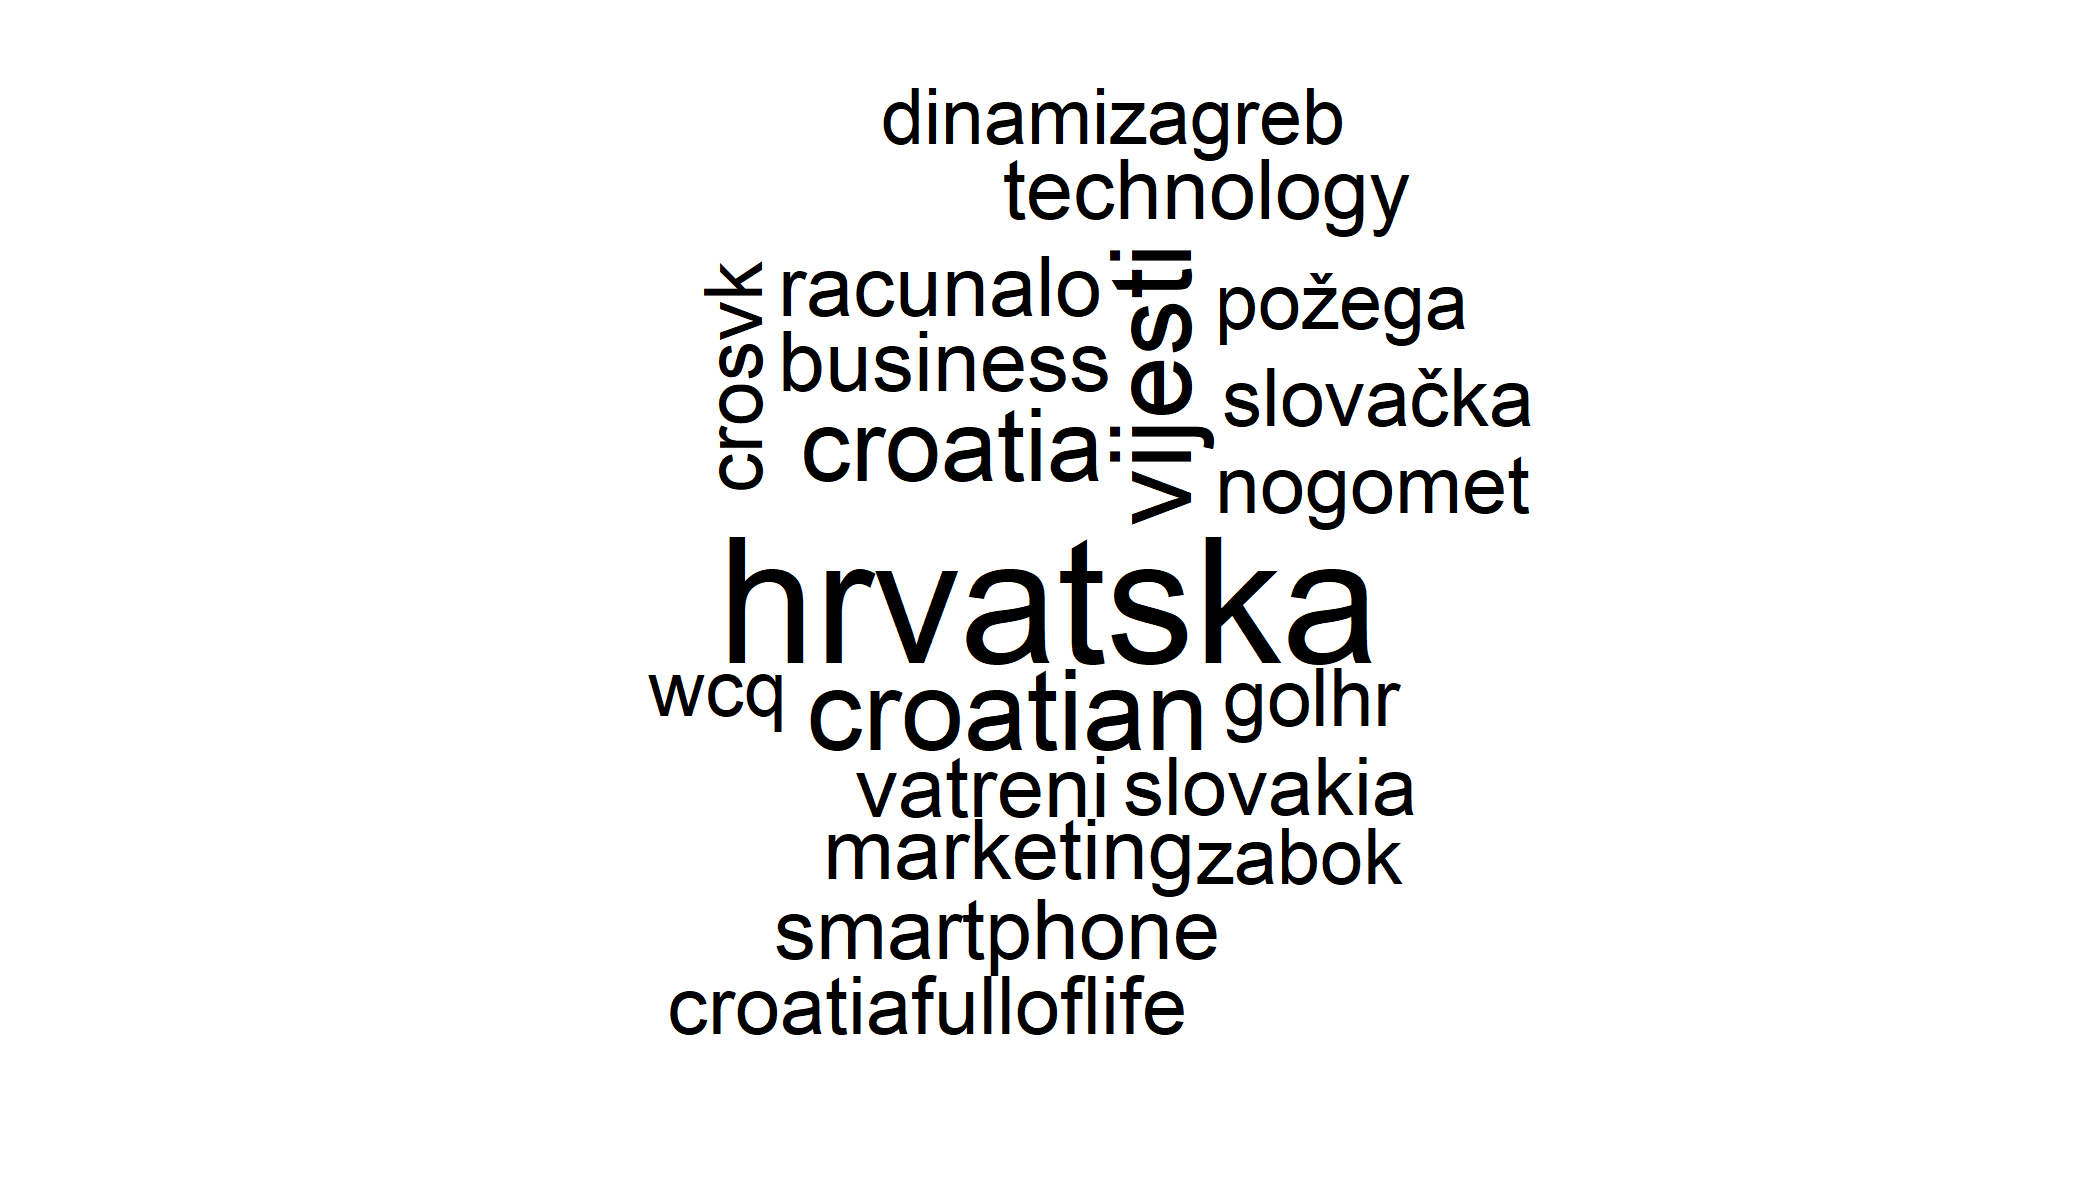 dinamizagreb
technology
crosvk
racunalo
vijesti
požega
business
slovačka
croatia
nogomet
hrvatska
wcq
croatian
golhr
vatreni
slovakia
marketing
zabok
smartphone
croatiafulloflife